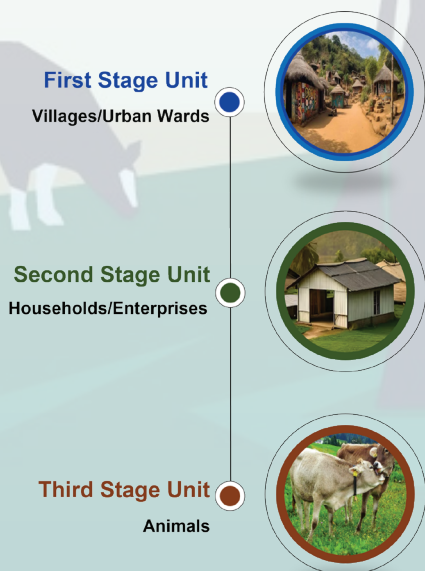 First Stage Unit
Villages/Urban Wards
Second Stage Unit
Households/Enterprises
Third Stage Unit
Animals